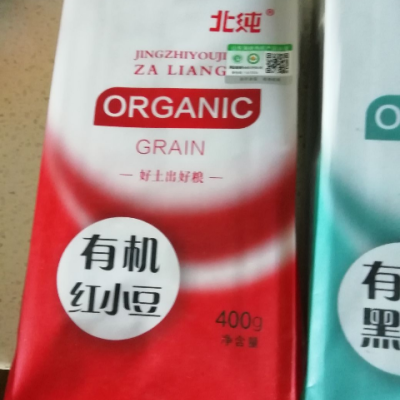 北纯®
JINGZHIYOUJI
ZA LIANG
ORGANIC
GRAIN
好土出好粮
有机
红小豆
400g
净含量
O
有
黑